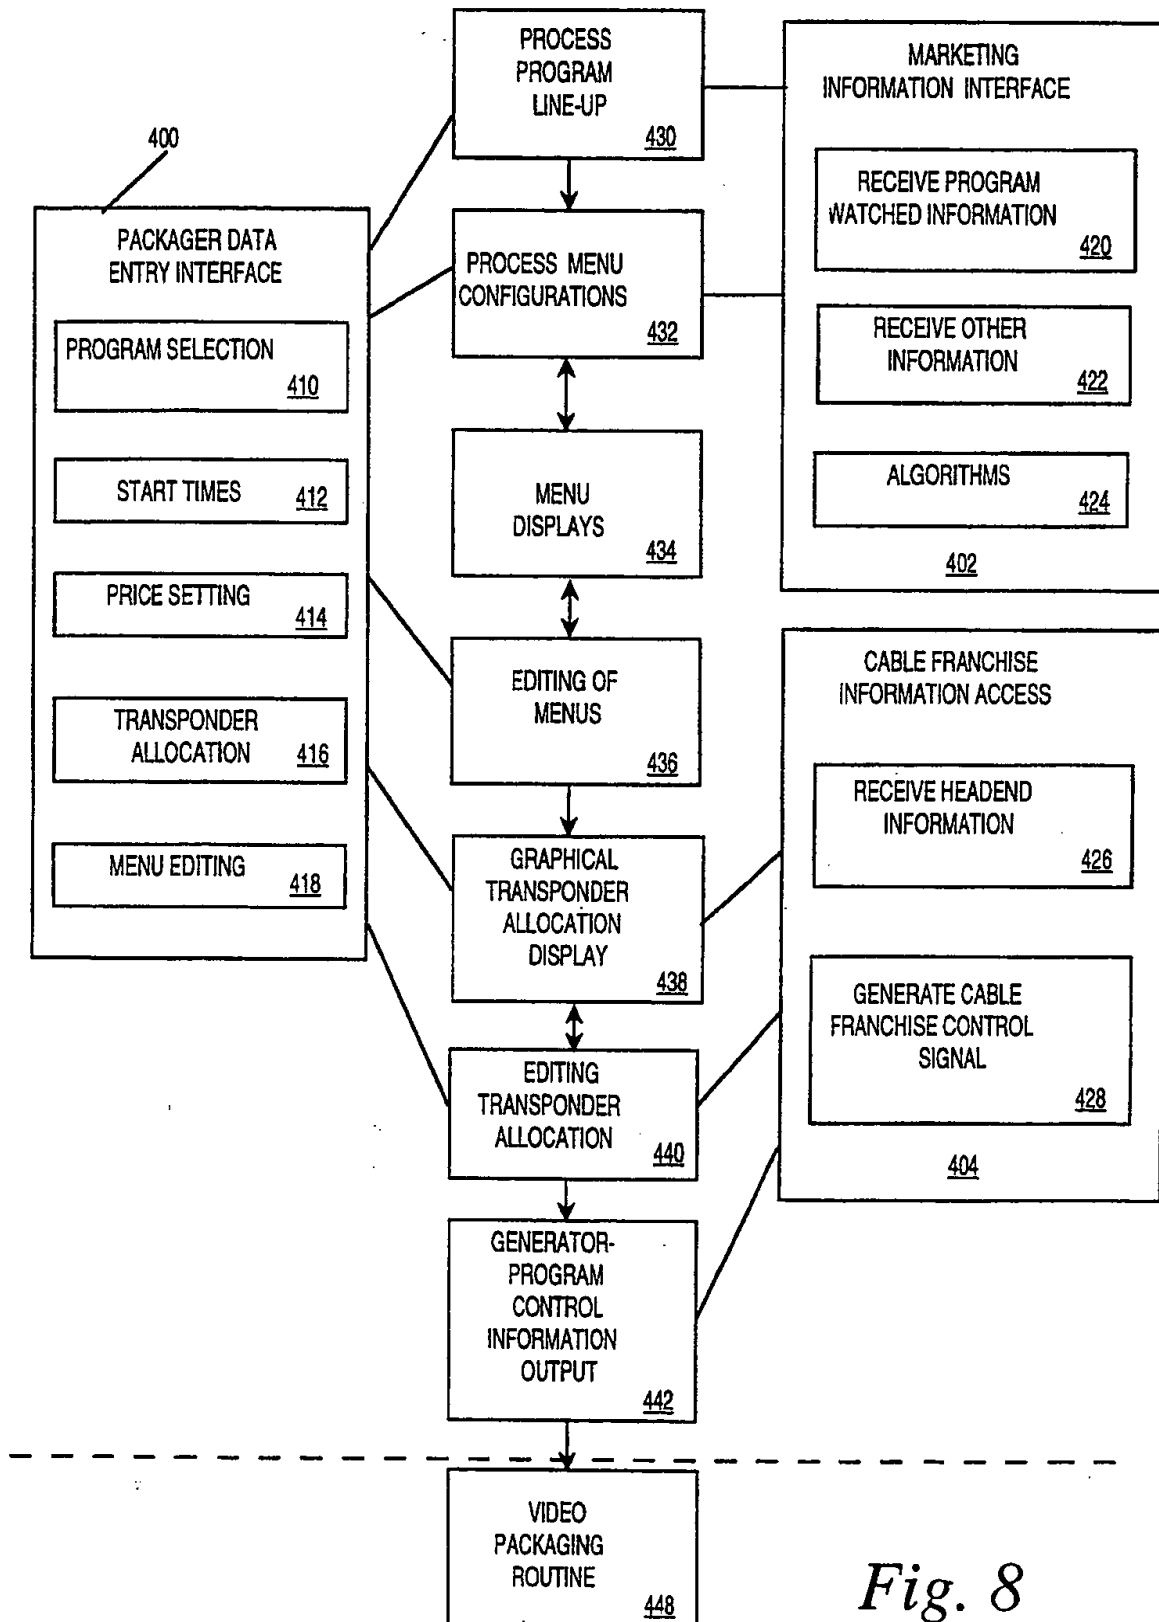 400
PACKAGER DATA
ENTRY INTERFACE
PROGRAM SELECTION
410
START TIMES
412
PRICE SETTING
414
TRANSPONDER
ALLOCATION
416
MENU EDITING
418
PROCESS
PROGRAM
LINE-UP
430
PROCESS MENU
CONFIGURATIONS
432
MENU
DISPLAYS
434
EDITING OF
MENUS
436
GRAPHICAL
TRANSPONDER
ALLOCATION
DISPLAY
438
EDITING
TRANSPONDER
ALLOCATION
440
GENERATOR-
PROGRAM
CONTROL
INFORMATION
OUTPUT
442
VIDEO
PACKAGING
ROUTINE
448
MARKETING
INFORMATION INTERFACE
RECEIVE PROGRAM
WATCHED INFORMATION
420
RECEIVE OTHER
INFORMATION
422
ALGORITHMS
424
402
CABLE FRANCHISE
INFORMATION ACCESS
RECEIVE HEADEND
INFORMATION
426
GENERATE CABLE
FRANCHISE CONTROL
SIGNAL
428
404
Fig. 8